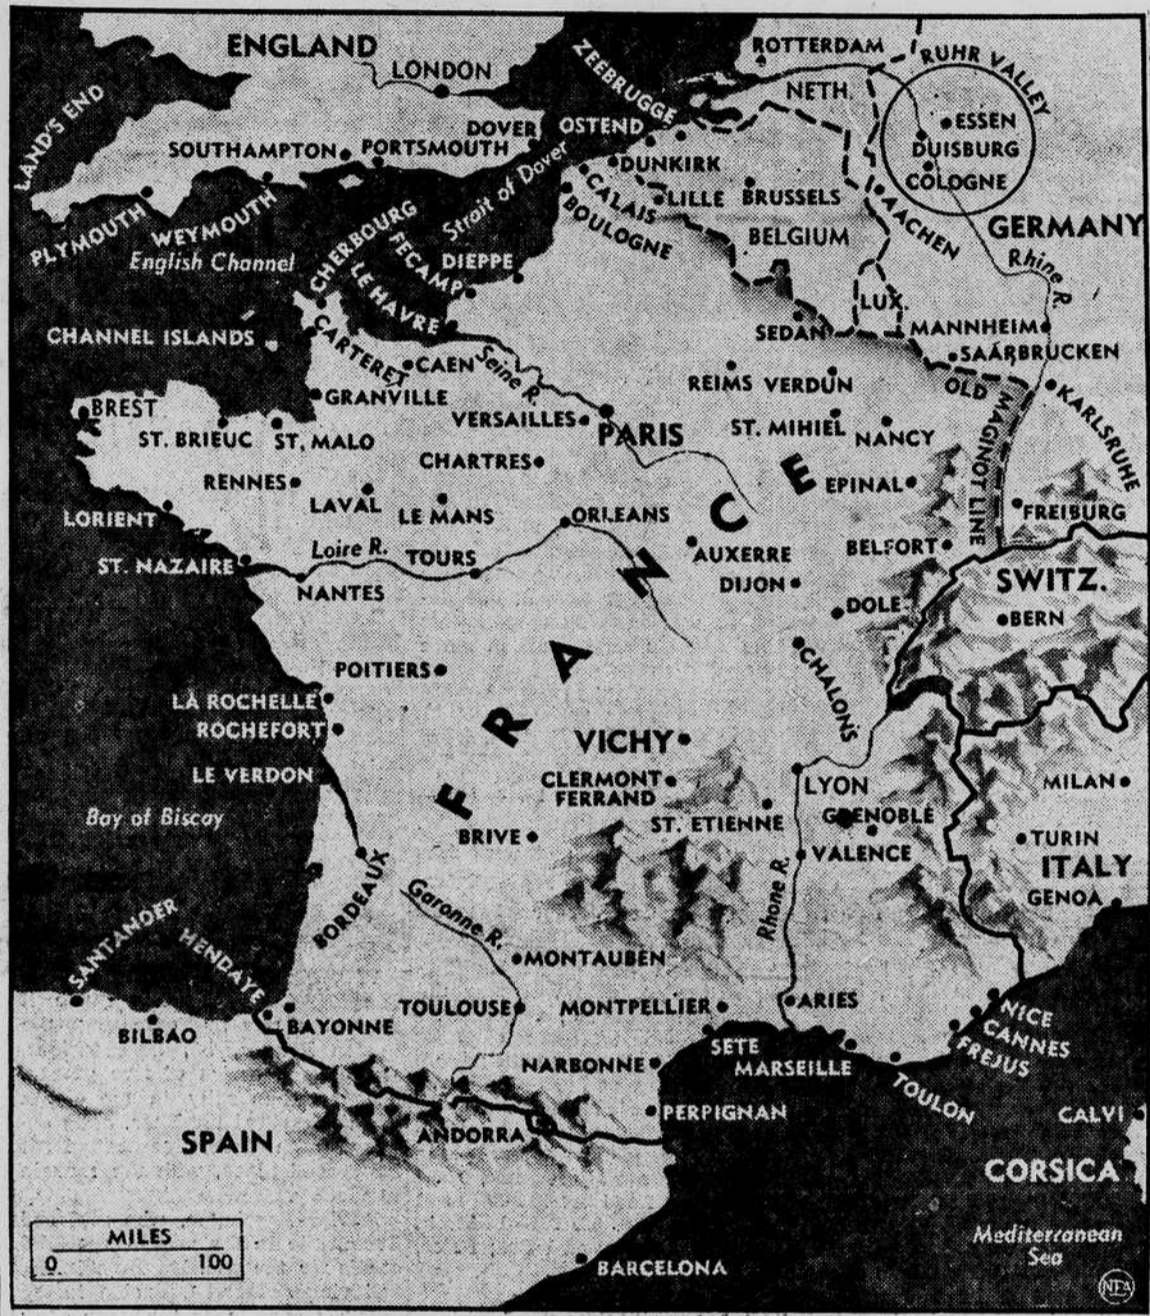 ENGLAND
LONDON
LAND'S END
SOUTHAMPTON
PORTSMOUTH
DOVER
PLYMOUTH
WEYMOUTH
English Channel
Strait of Dover
ZEEBRUGGE
OSTEND
ROTTERDAM
NETH.
RUHR VALLEY
ESSEN
DUISBURG
COLOGNE
DUNKIRK
CALAIS
LILLE
BRUSSELS
BOULOGNE
BELGIUM
AACHEN
GERMANY
Rhine R.
CHERBOURG
FECAMP
LE HAVRE
DIEPPE
LUX.
SEDAN
MANNHEIM
SAARBRUCKEN
CHANNEL ISLANDS
CARTERET
CAEN
Seine R.
REIMS
VERDUN
OLD MAGINOT LINE
KARLSRUHE
BREST
GRANVILLE
VERSAILLES
PARIS
ST. BRIEUC
ST. MALO
ST. MIHIEL
NANCY
CHARTRES
RENNES
LAVAL
LE MANS
EPINAL
LORIENT
ORLEANS
FREIBURG
ST. NAZAIRE
Loire R.
TOURS
AUXERRE
BELFORT
NANTES
DIJON
SWITZ.
DOLE
BERN
FRANCE
POITIERS
CHALONS
LA ROCHELLE
ROCHEFORT
VICHY
LE VERDON
CLERMONT
FERRAND
LYON
MILAN
Bay of Biscay
ST. ETIENNE
GRENOBLE
BRIVE
VALENCE
TURIN
ITALY
BORDEAUX
Garonne R.
Rhone R.
GENOA
SANTANDER
HENDAYE
MONTAUBEN
BILBAO
BAYONNE
TOULOUSE
MONTPELLIER
ARIES
NICE
CANNES
FREJUS
SETE
MARSEILLE
NARBONNE
TOULON
PERPIGNAN
CALVI
SPAIN
ANDORRA
CORSICA
MILES
0 100
Mediterranean
Sea
BARCELONA
NEA